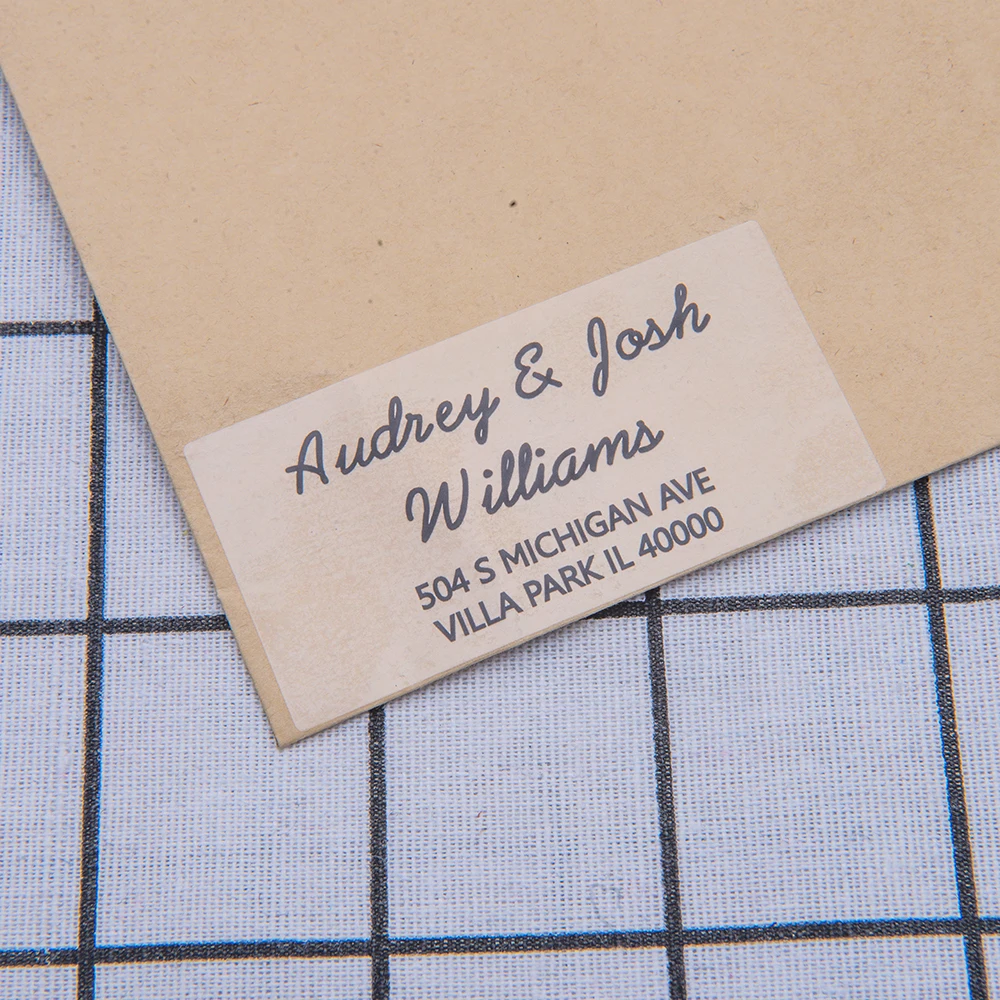 Audrey & Josh
Williams
504 S MICHIGAN AVE
VILLA PARK IL 40000